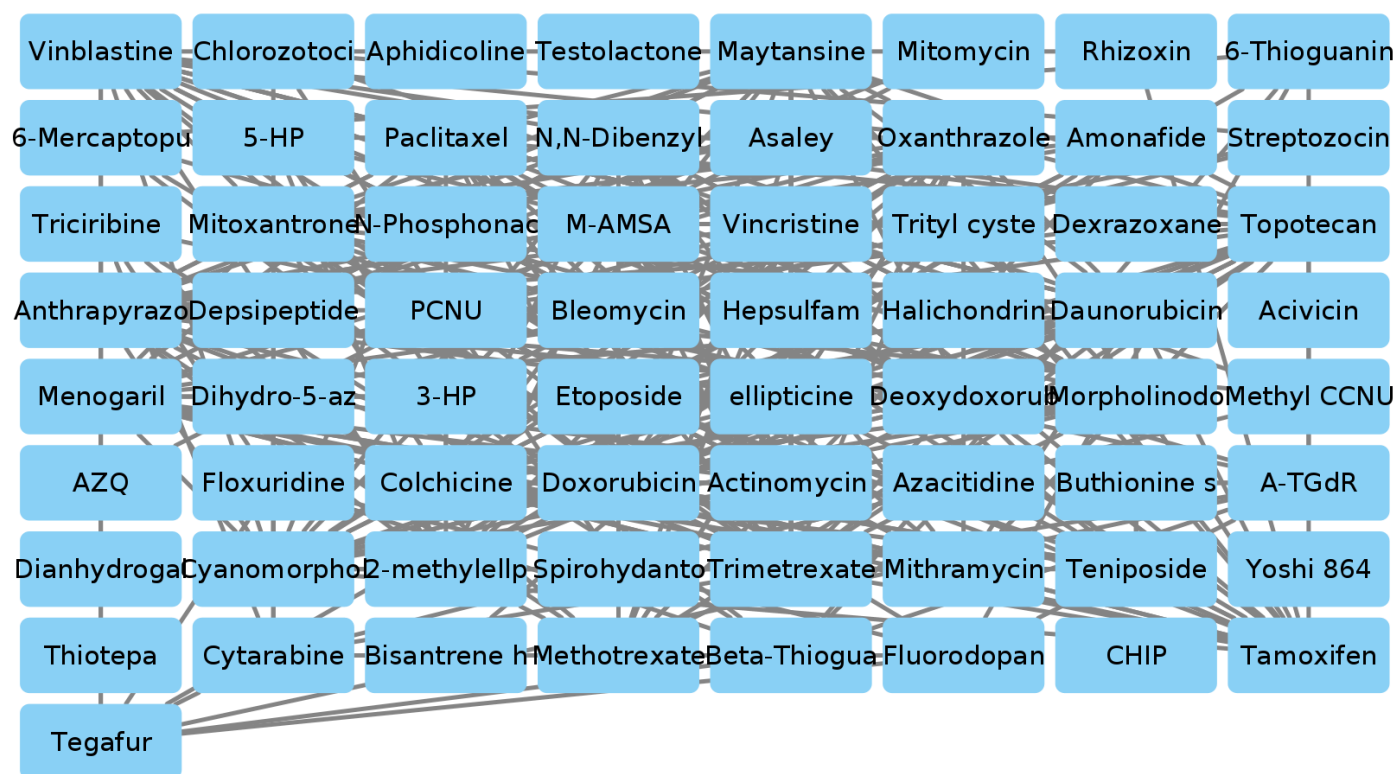 Vinblastine Chlorozotoci Aphidicoline Testolactone Maytansine Mitomycin Rhizoxin 6-Thioguanin
6-Mercaptopu 5-HP Paclitaxel N,N-Dibenzyl Asaley Oxanthrazole Amonafide Streptozocin
Triciribine Mitoxantrone N-Phosphonac M-AMSA Vincristine Trityl cyste Dexrazoxane Topotecan
Anthrapyrazo Depsipeptide PCNU Bleomycin Hepsulfam Halichondrin Daunorubicin Acivicin
Menogaril Dihydro-5-az 3-HP Etoposide ellipticine Deoxydoxorub Morpholinodo Methyl CCNU
AZQ Floxuridine Colchicine Doxorubicin Actinomycin Azacitidine Buthionine s A-TGdR
Dianhydrogal Cyanomorphol 2-methylellp Spirohydanto Trimetrexate Mithramycin Teniposide Yoshi 864
Thiotepa Cytarabine Bisantrene h Methotrexate Beta-Thiogua Fluorodopan CHIP Tamoxifen
Tegafur